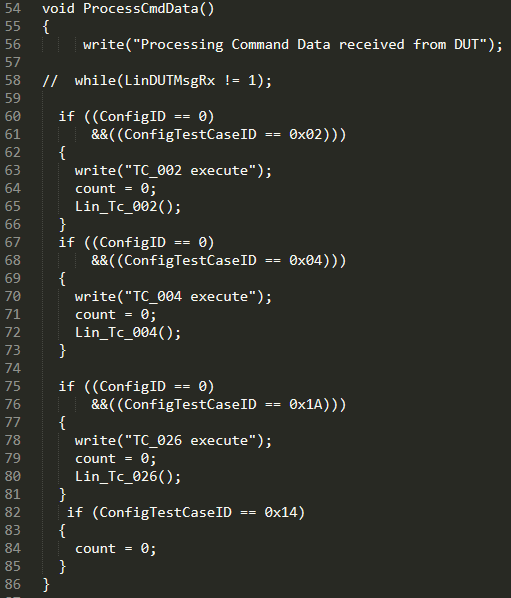 54 void ProcessCmdData()
55 {
56 write("Processing Command Data received from DUT");
57
58 // while(LinDUTMsgRx != 1);
59
60 if ((ConfigID == 0)
61 &&((ConfigTestCaseID == 0x02)))
62 {
63 write("TC_002 execute");
64 count = 0;
65 Lin_Tc_002();
66 }
67 if ((ConfigID == 0)
68 &&((ConfigTestCaseID == 0x04)))
69 {
70 write("TC_004 execute");
71 count = 0;
72 Lin_Tc_004();
73 }
74
75 if ((ConfigID == 0)
76 &&((ConfigTestCaseID == 0x1A)))
77 {
78 write("TC_026 execute");
79 count = 0;
80 Lin_Tc_026();
81 }
82 if (ConfigTestCaseID == 0x14)
83 {
84 count = 0;
85 }
86 }